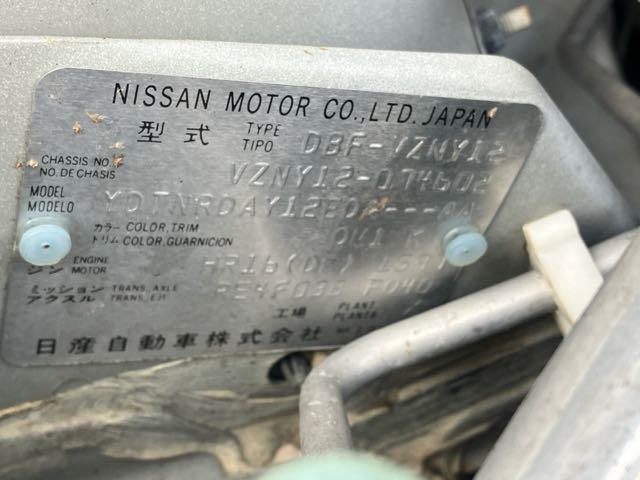 NISSAN MOTOR CO.,LTD. JAPAN
型式 TYPE TIPO DBF-VZNY12
CHASSIS NO. NO. DE CHASIS VZNY12-074602
MODEL MODELO
カラー COLOR, TRIM
トリム COLOR, GUARNICION K
エンジン ENGINE MOTOR HR16(DE)
ミッション TRANS. AXLE
アクスル TRANS. EJE
工場 PLANT PLANTA
日産自動車株式会社